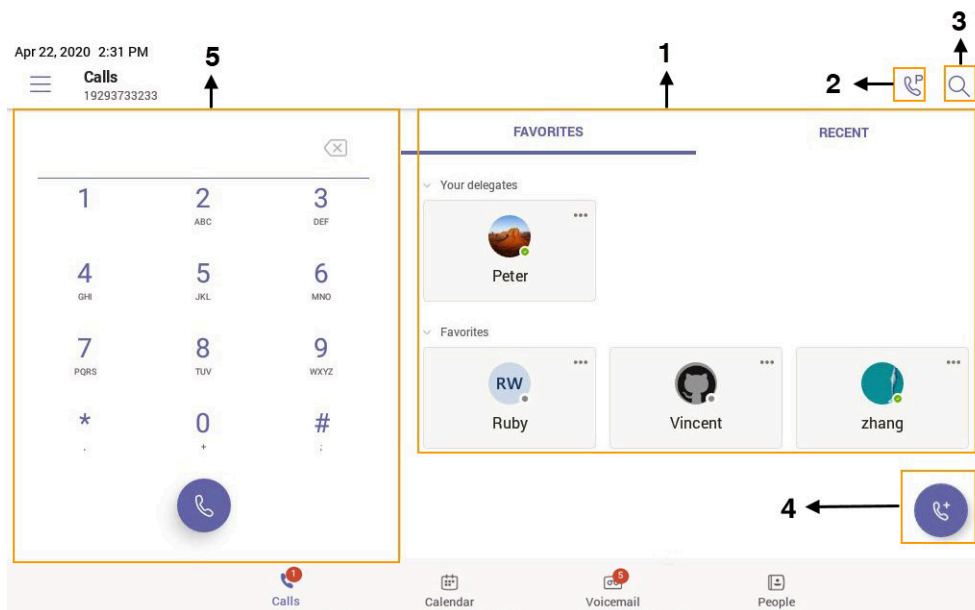 3
Apr 22, 2020 2:31 PM
5
1
Calls
19293733233
2
P
FAVORITES
RECENT
Your delegates
Peter
1
2
ABC
3
DEF
4
GHI
5
JKL
6
MNO
7
PQRS
8
TUV
9
WXYZ
*
,
0
+
#
;
Favorites
RW
Ruby
Vincent
zhang
4
1
Calls
Calendar
5
Voicemail
People